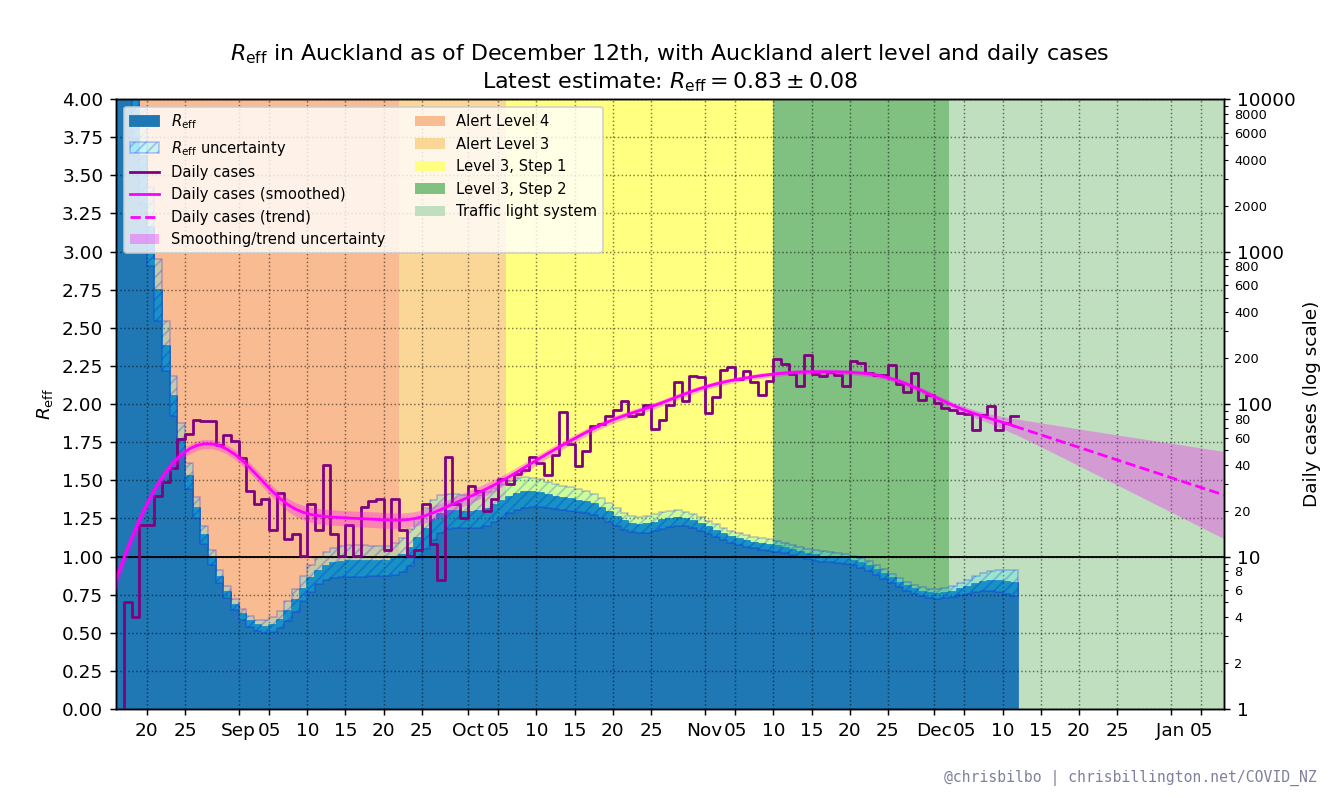 R_eff in Auckland as of December 12th, with Auckland alert level and daily cases
Latest estimate: R_eff = 0.83 ± 0.08
R_eff
R_eff uncertainty
Daily cases
Daily cases (smoothed)
Daily cases (trend)
Smoothing/trend uncertainty
Alert Level 4
Alert Level 3
Level 3, Step 1
Level 3, Step 2
Traffic light system
R_eff
4.00
3.75
3.50
3.25
3.00
2.75
2.50
2.25
2.00
1.75
1.50
1.25
1.00
0.75
0.50
0.25
0.00
10000
8000
6000
4000
2000
1000
800
600
400
200
100
80
60
40
20
10
8
6
4
2
1
Daily cases (log scale)
20 25 Sep 05 10 15 20 25 Oct 05 10 15 20 25 Nov 05 10 15 20 25 Dec 05 10 15 20 25 Jan 05
@chrisbilbo | chrisbillington.net/COVID_NZ